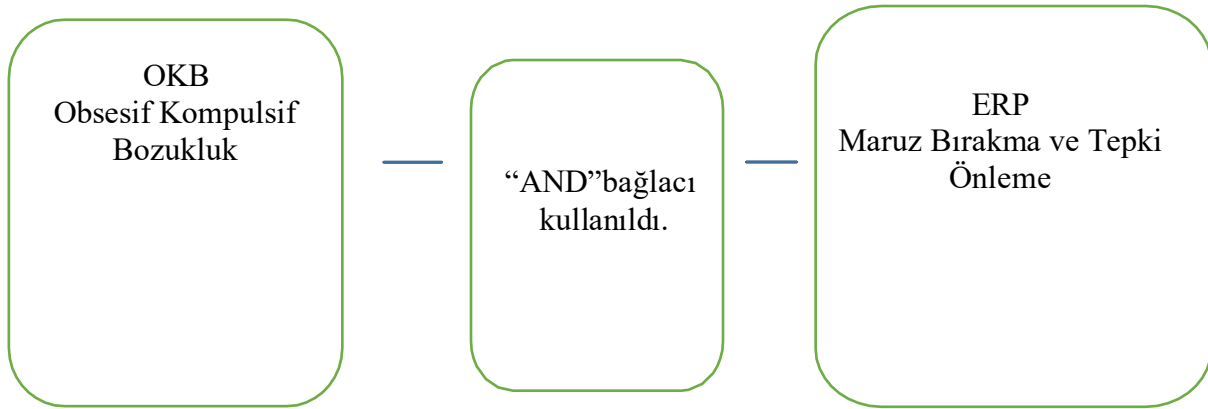 OKB
Obsesif Kompulsif
Bozukluk
“AND”bağlacı
kullanıldı.
ERP
Maruz Bırakma ve Tepki
Önleme